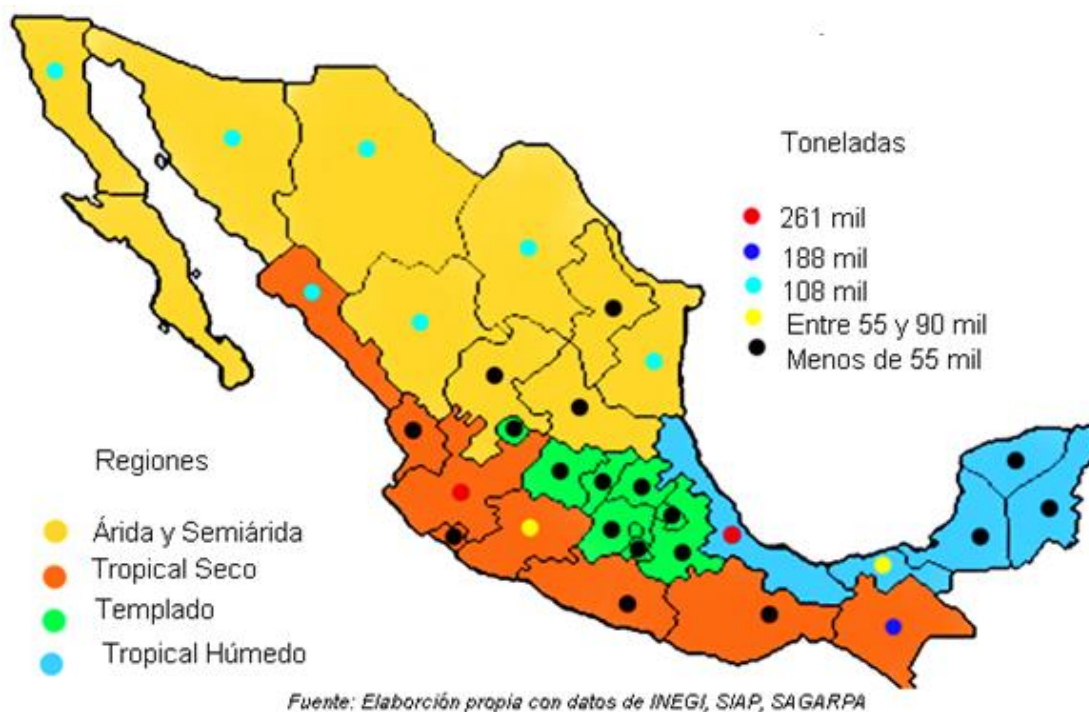 Toneladas
261 mil
188 mil
108 mil
Entre 55 y 90 mil
Menos de 55 mil
Regiones
Árida y Semiárida
Tropical Seco
Templado
Tropical Húmedo
Fuente: Elaborción propia con datos de INEGI, SIAP, SAGARPA